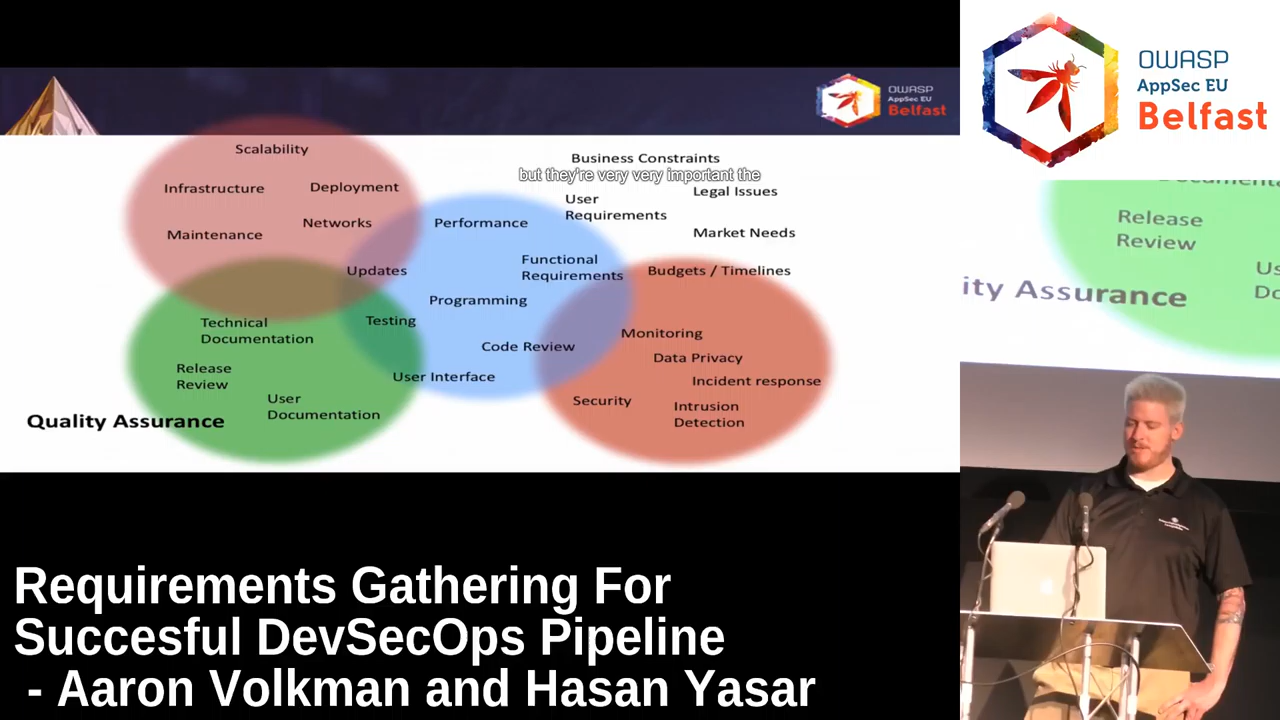 OWASP
AppSec EU
Belfast
Scalability
Infrastructure
Deployment
Networks
Maintenance
Updates
Performance
Business Constraints
but they're very very important the
Legal Issues
User
Requirements
Market Needs
Functional
Requirements
Budgets / Timelines
Programming
Testing
Code Review
User Interface
Monitoring
Data Privacy
Incident response
Security
Intrusion
Detection
Technical
Documentation
Release
Review
User
Documentation
Quality Assurance
OWASP
AppSec EU
Belfast
Release
Review
ity Assurance
Requirements Gathering For
Succesful DevSecOps Pipeline
- Aaron Volkman and Hasan Yasar